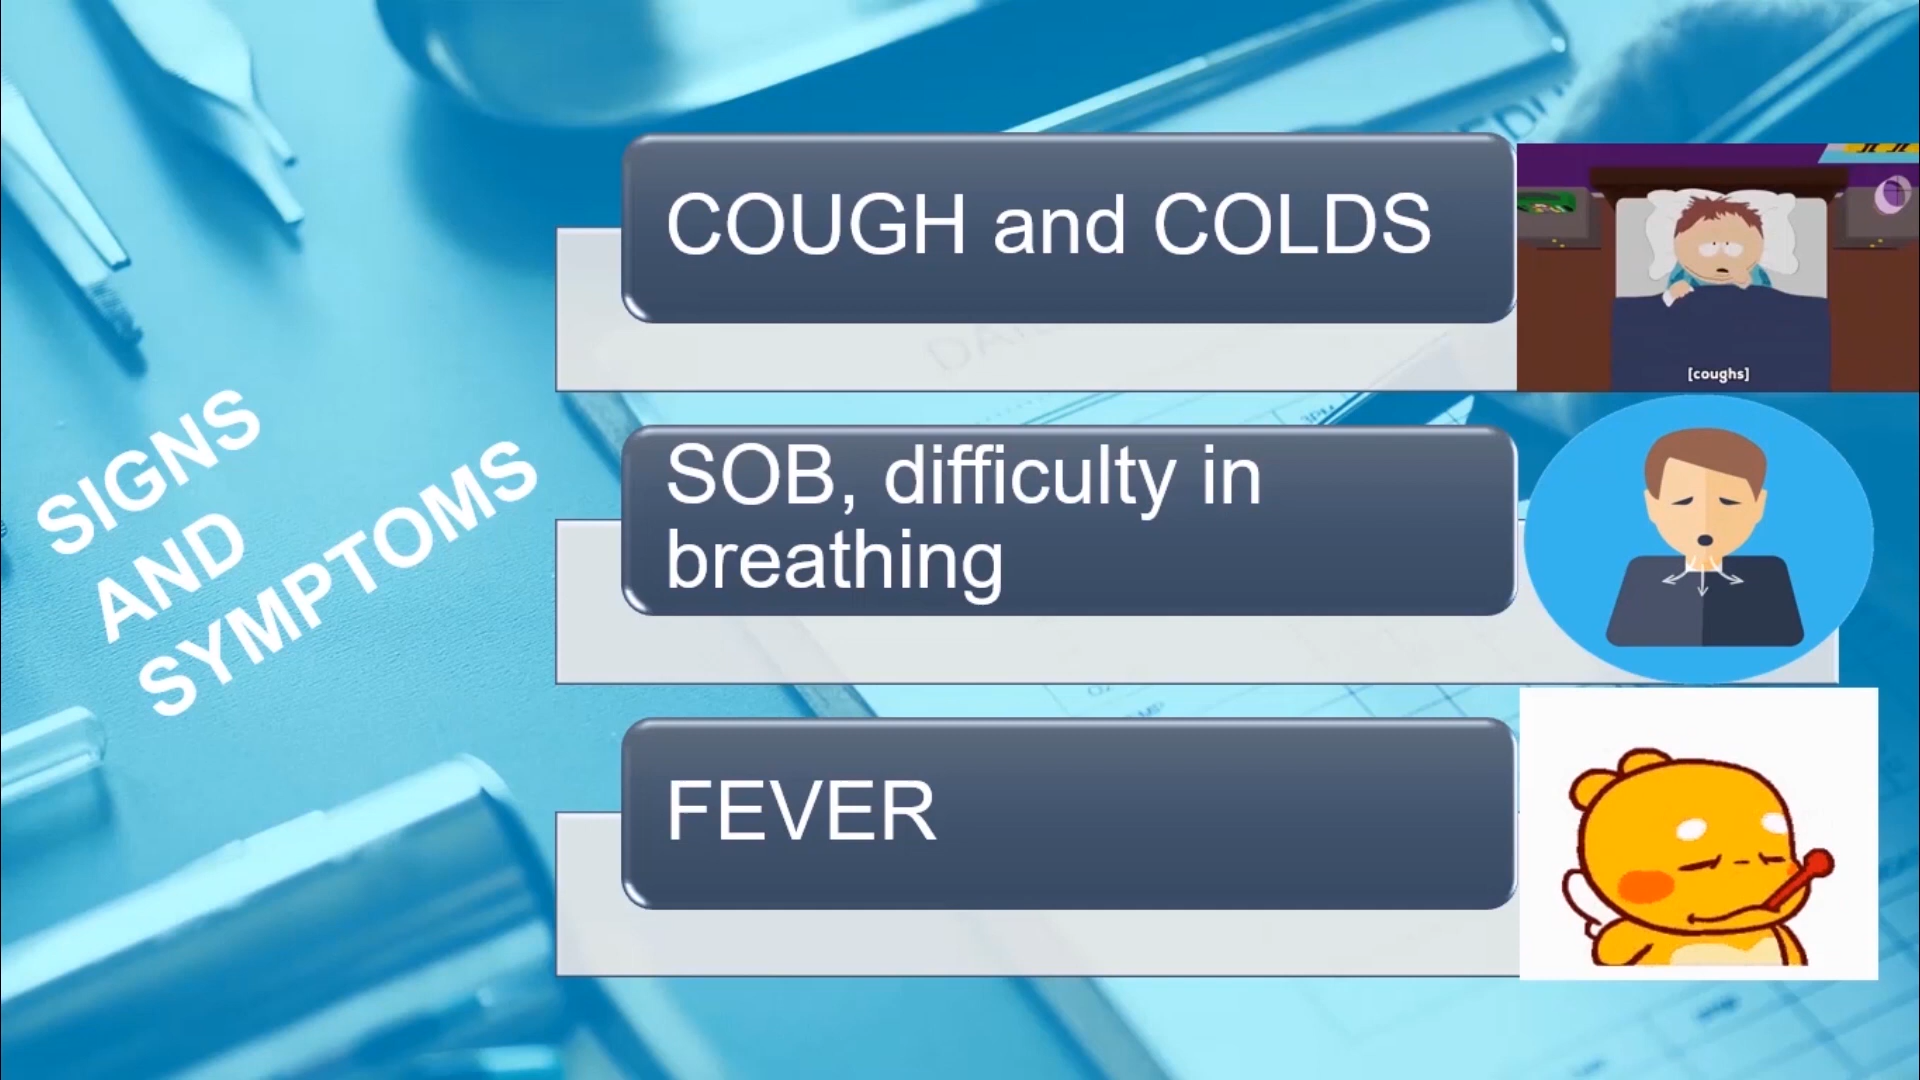 SIGNS
AND
SYMPTOMS
COUGH and COLDS
[coughs]
SOB, difficulty in
breathing
FEVER